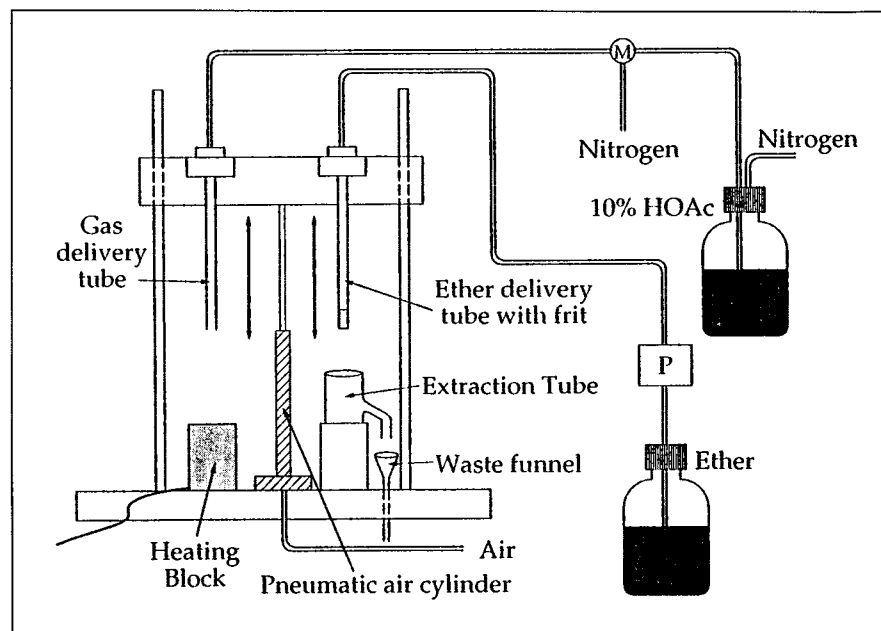 M
Nitrogen
Nitrogen
10% HOAc
Gas
delivery
tube
Ether delivery
tube with frit
P
Extraction Tube
Ether
Waste funnel
Heating
Block
Air
Pneumatic air cylinder